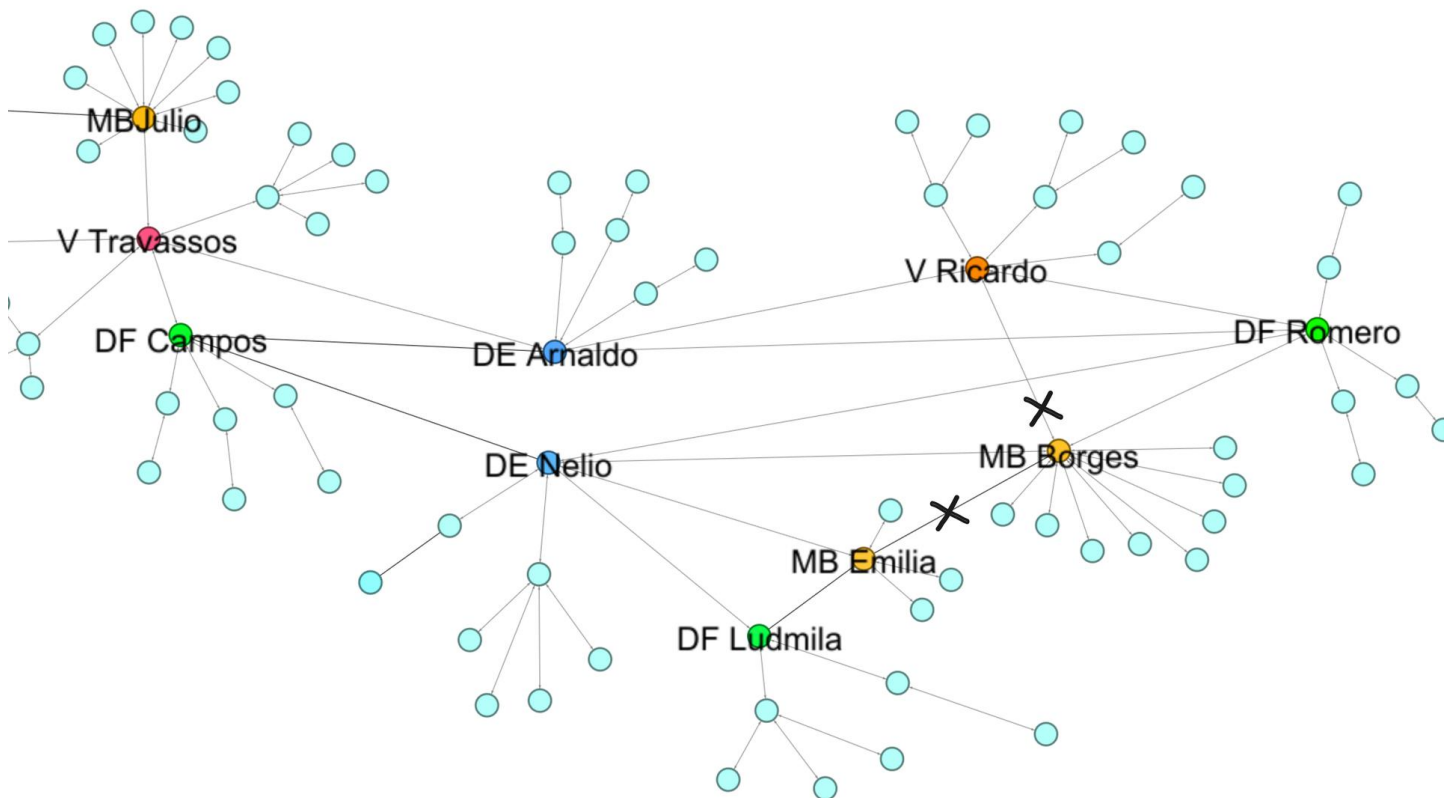 MBJulio
V Travassos
V Ricardo
DF Campos
DE Arnaldo
DF Romero
DE Nelio
MB Borges
MB Emilia
DF Ludmila